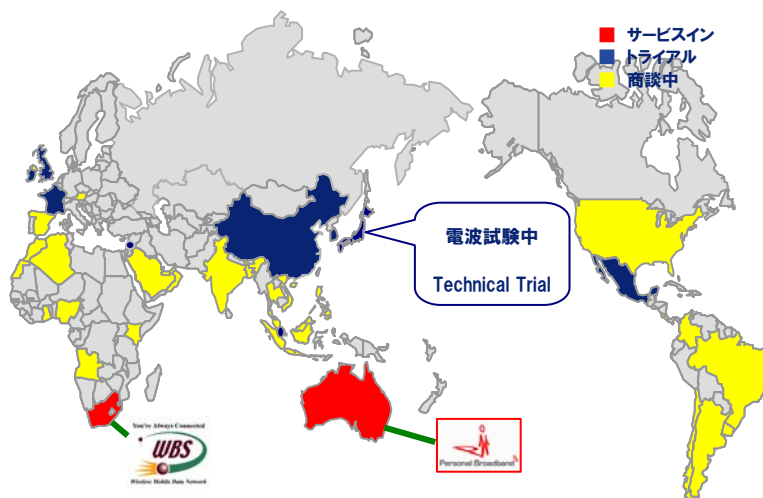 サービスイン
トライアル
商談中
電波試験中
Technical Trial
You're Always Connected
WBS
Wireless Mobile Data Network
Personal Broadband